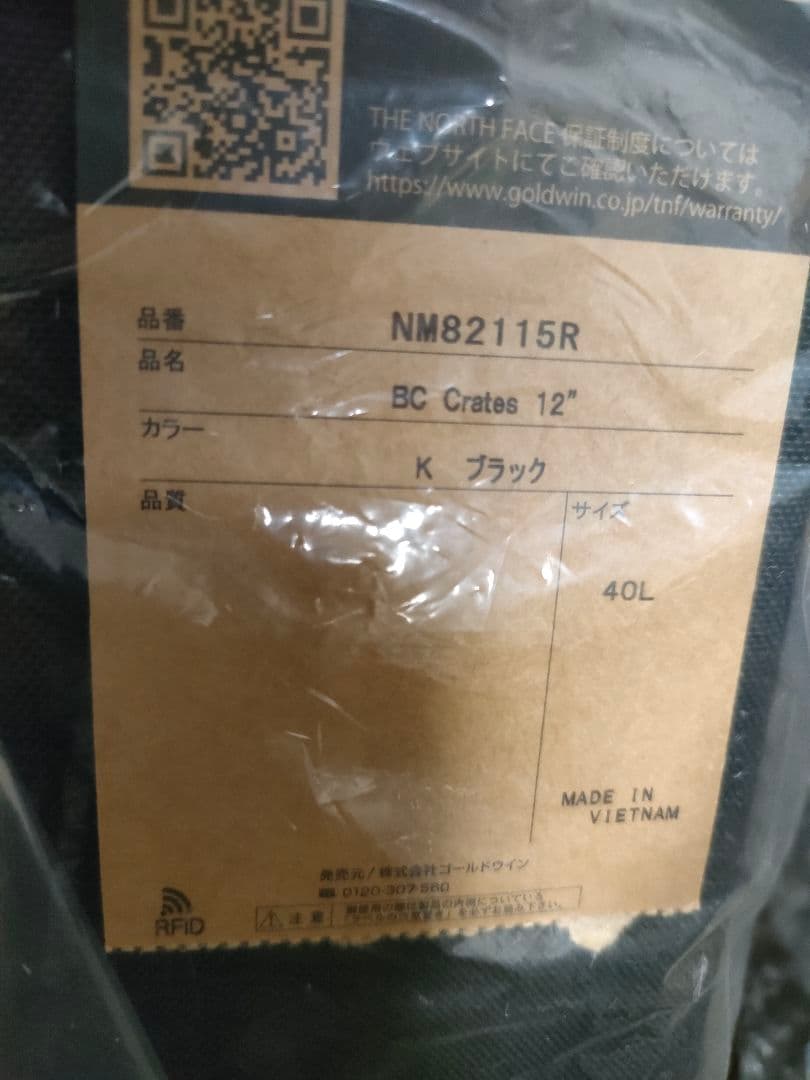 THE NORTH FACE 保証制度については
ウェブサイトにてご確認いただけます。
https://www.goldwin.co.jp/tnf/warranty/
品番 NM82115R
品名 BC Crates 12"
カラー K ブラック
品質 サイズ
40L
MADE IN
VIETNAM
発売元/株式会社ゴールドウイン
0120-307-560
RFID
注意